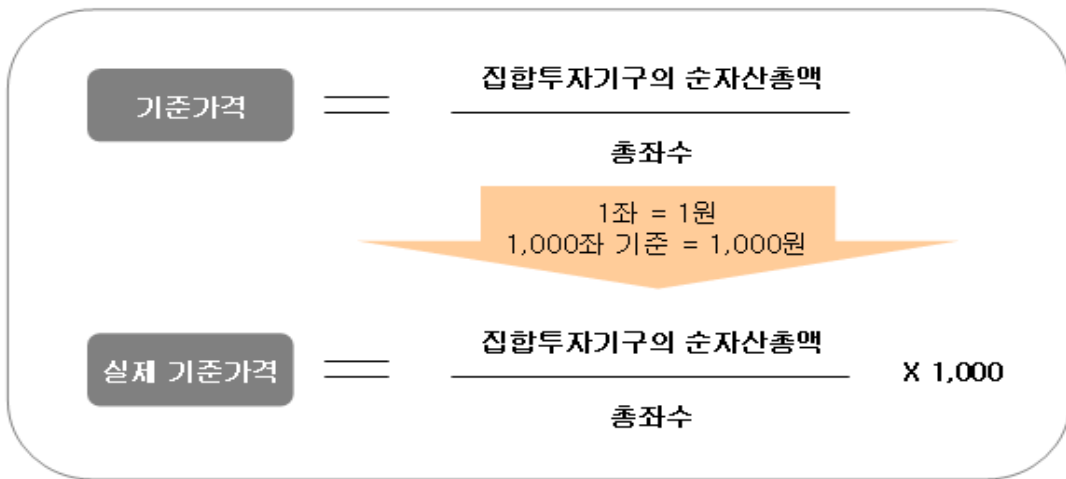 집합투자기구의 순자산총액
기준가격
총좌수
1좌 = 1원
1,000좌 기준 = 1,000원
집합투자기구의 순자산총액
실제 기준가격
X 1,000
총좌수